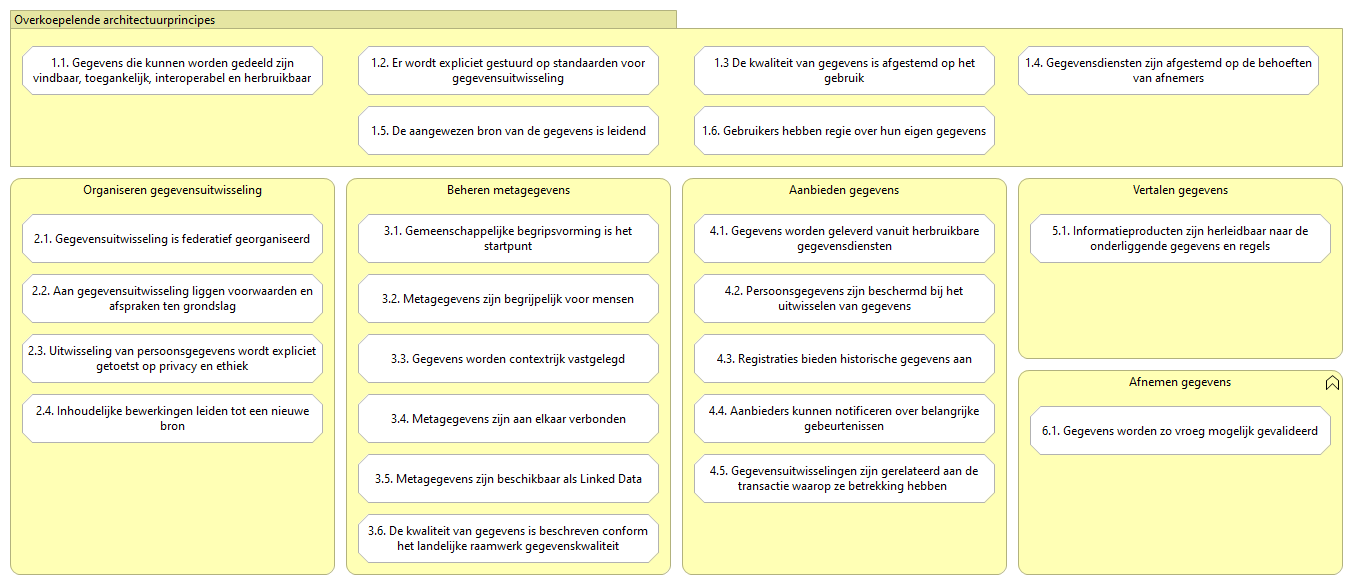 Overkoepelende architectuurprincipes
1.1. Gegevens die kunnen worden gedeeld zijn
vindbaar, toegankelijk, interoperabel en herbruikbaar
1.2. Er wordt expliciet gestuurd op standaarden voor
gegevensuitwisseling
1.3 De kwaliteit van gegevens is afgestemd op het
gebruik
1.4. Gegevensdiensten zijn afgestemd op de behoeften
van afnemers
1.5. De aangewezen bron van de gegevens is leidend
1.6. Gebruikers hebben regie over hun eigen gegevens
Organiseren gegevensuitwisseling
2.1. Gegevensuitwisseling is federatief georganiseerd
2.2. Aan gegevensuitwisseling liggen voorwaarden en
afspraken ten grondslag
2.3. Uitwisseling van persoonsgegevens wordt expliciet
getoetst op privacy en ethiek
2.4. Inhoudelijke bewerkingen leiden tot een nieuwe
bron
Beheren metagegevens
3.1. Gemeenschappelijke begripsvorming is het
startpunt
3.2. Metagegevens zijn begrijpelijk voor mensen
3.3. Gegevens worden contextrijk vastgelegd
3.4. Metagegevens zijn aan elkaar verbonden
3.5. Metagegevens zijn beschikbaar als Linked Data
3.6. De kwaliteit van gegevens is beschreven conform
het landelijke raamwerk gegevenskwaliteit
Aanbieden gegevens
4.1. Gegevens worden geleverd vanuit herbruikbare
gegevensdiensten
4.2. Persoonsgegevens zijn beschermd bij het
uitwisselen van gegevens
4.3. Registraties bieden historische gegevens aan
4.4. Aanbieders kunnen notificeren over belangrijke
gebeurtenissen
4.5. Gegevensuitwisselingen zijn gerelateerd aan de
transactie waarop ze betrekking hebben
Vertalen gegevens
5.1. Informatieproducten zijn herleidbaar naar de
onderliggende gegevens en regels
Afnemen gegevens
6.1. Gegevens worden zo vroeg mogelijk gevalideerd